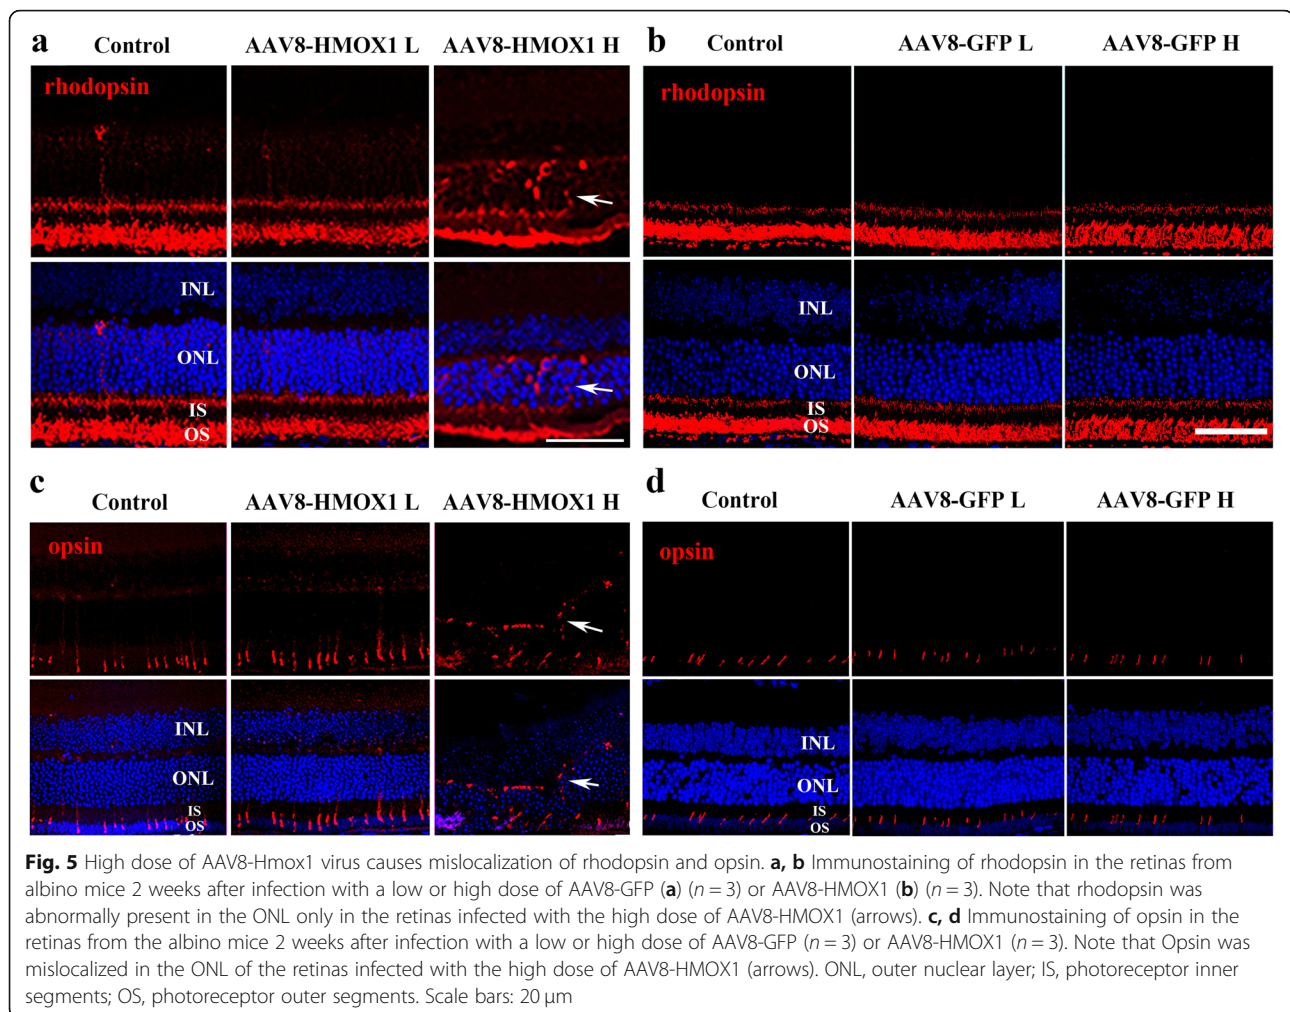 a
Control AAV8-HMOX1 L AAV8-HMOX1 H
rhodopsin
INL
ONL
IS
OS
b
Control AAV8-GFP L AAV8-GFP H
rhodopsin
INL
ONL
IS
OS
c
Control AAV8-HMOX1 L AAV8-HMOX1 H
opsin
INL
ONL
IS
OS
d
Control AAV8-GFP L AAV8-GFP H
opsin
INL
ONL
IS
OS
Fig. 5 High dose of AAV8-Hmox1 virus causes mislocalization of rhodopsin and opsin. a, b Immunostaining of rhodopsin in the retinas from
albino mice 2 weeks after infection with a low or high dose of AAV8-GFP (a) (n = 3) or AAV8-HMOX1 (b) (n = 3). Note that rhodopsin was
abnormally present in the ONL only in the retinas infected with the high dose of AAV8-HMOX1 (arrows). c, d Immunostaining of opsin in the
retinas from the albino mice 2 weeks after infection with a low or high dose of AAV8-GFP (n = 3) or AAV8-HMOX1 (n = 3). Note that Opsin was
mislocalized in the ONL of the retinas infected with the high dose of AAV8-HMOX1 (arrows). ONL, outer nuclear layer; IS, photoreceptor inner
segments; OS, photoreceptor outer segments. Scale bars: 20 μm